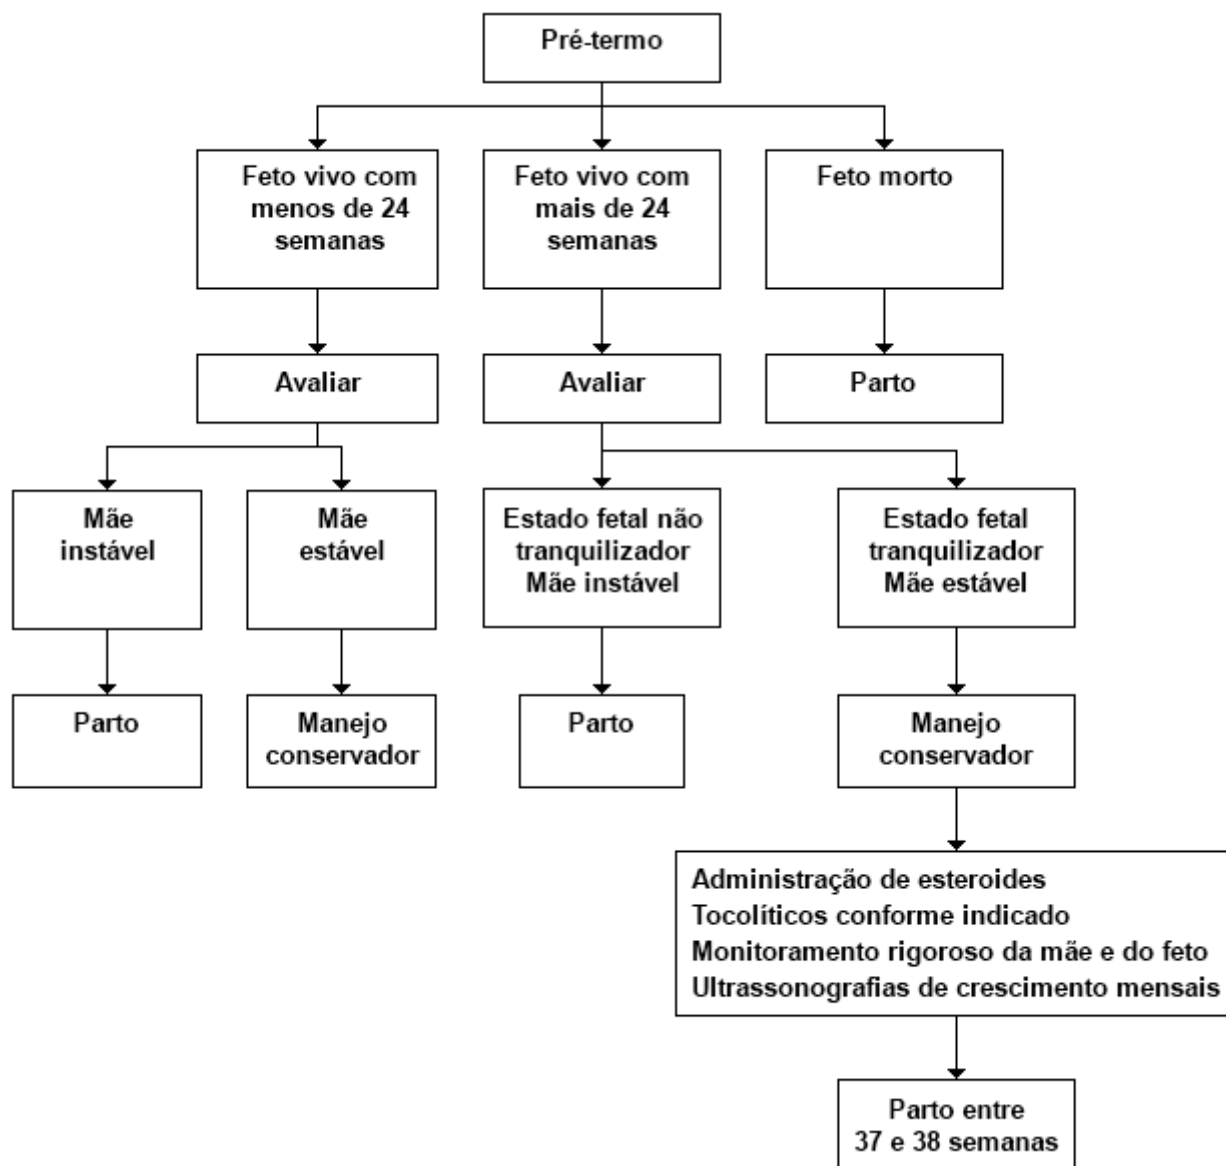 Pré-termo
Feto vivo com
menos de 24
semanas
Feto vivo com
mais de 24
semanas
Feto morto
Avaliar
Avaliar
Parto
Mãe
instável
Mãe
estável
Estado fetal não
tranquilizador
Mãe instável
Estado fetal
tranquilizador
Mãe estável
Parto
Manejo
conservador
Parto
Manejo
conservador
Administração de esteroides
Tocolíticos conforme indicado
Monitoramento rigoroso da mãe e do feto
Ultrassonografias de crescimento mensais
Parto entre
37 e 38 semanas